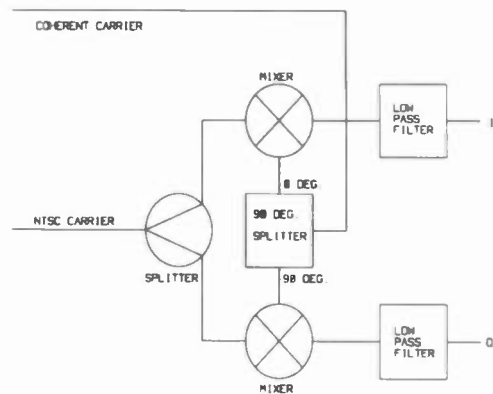 COHERENT CARRIER
MIXER
LOW
PASS
FILTER
I
0 DEG.
NTSC CARRIER
90 DEG.
SPLITTER
SPLITTER
90 DEG.
LOW
PASS
FILTER
Q
MIXER